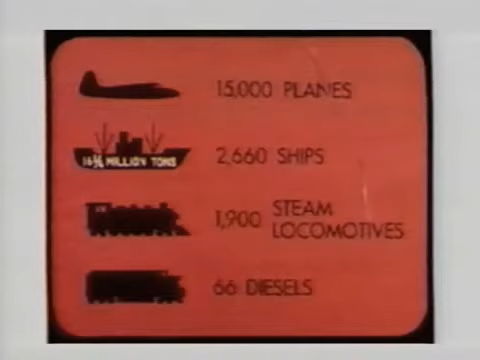 15,000 PLANES
16½ MILLION TONS
2,660 SHIPS
1,900 STEAM
LOCOMOTIVES
66 DIESELS